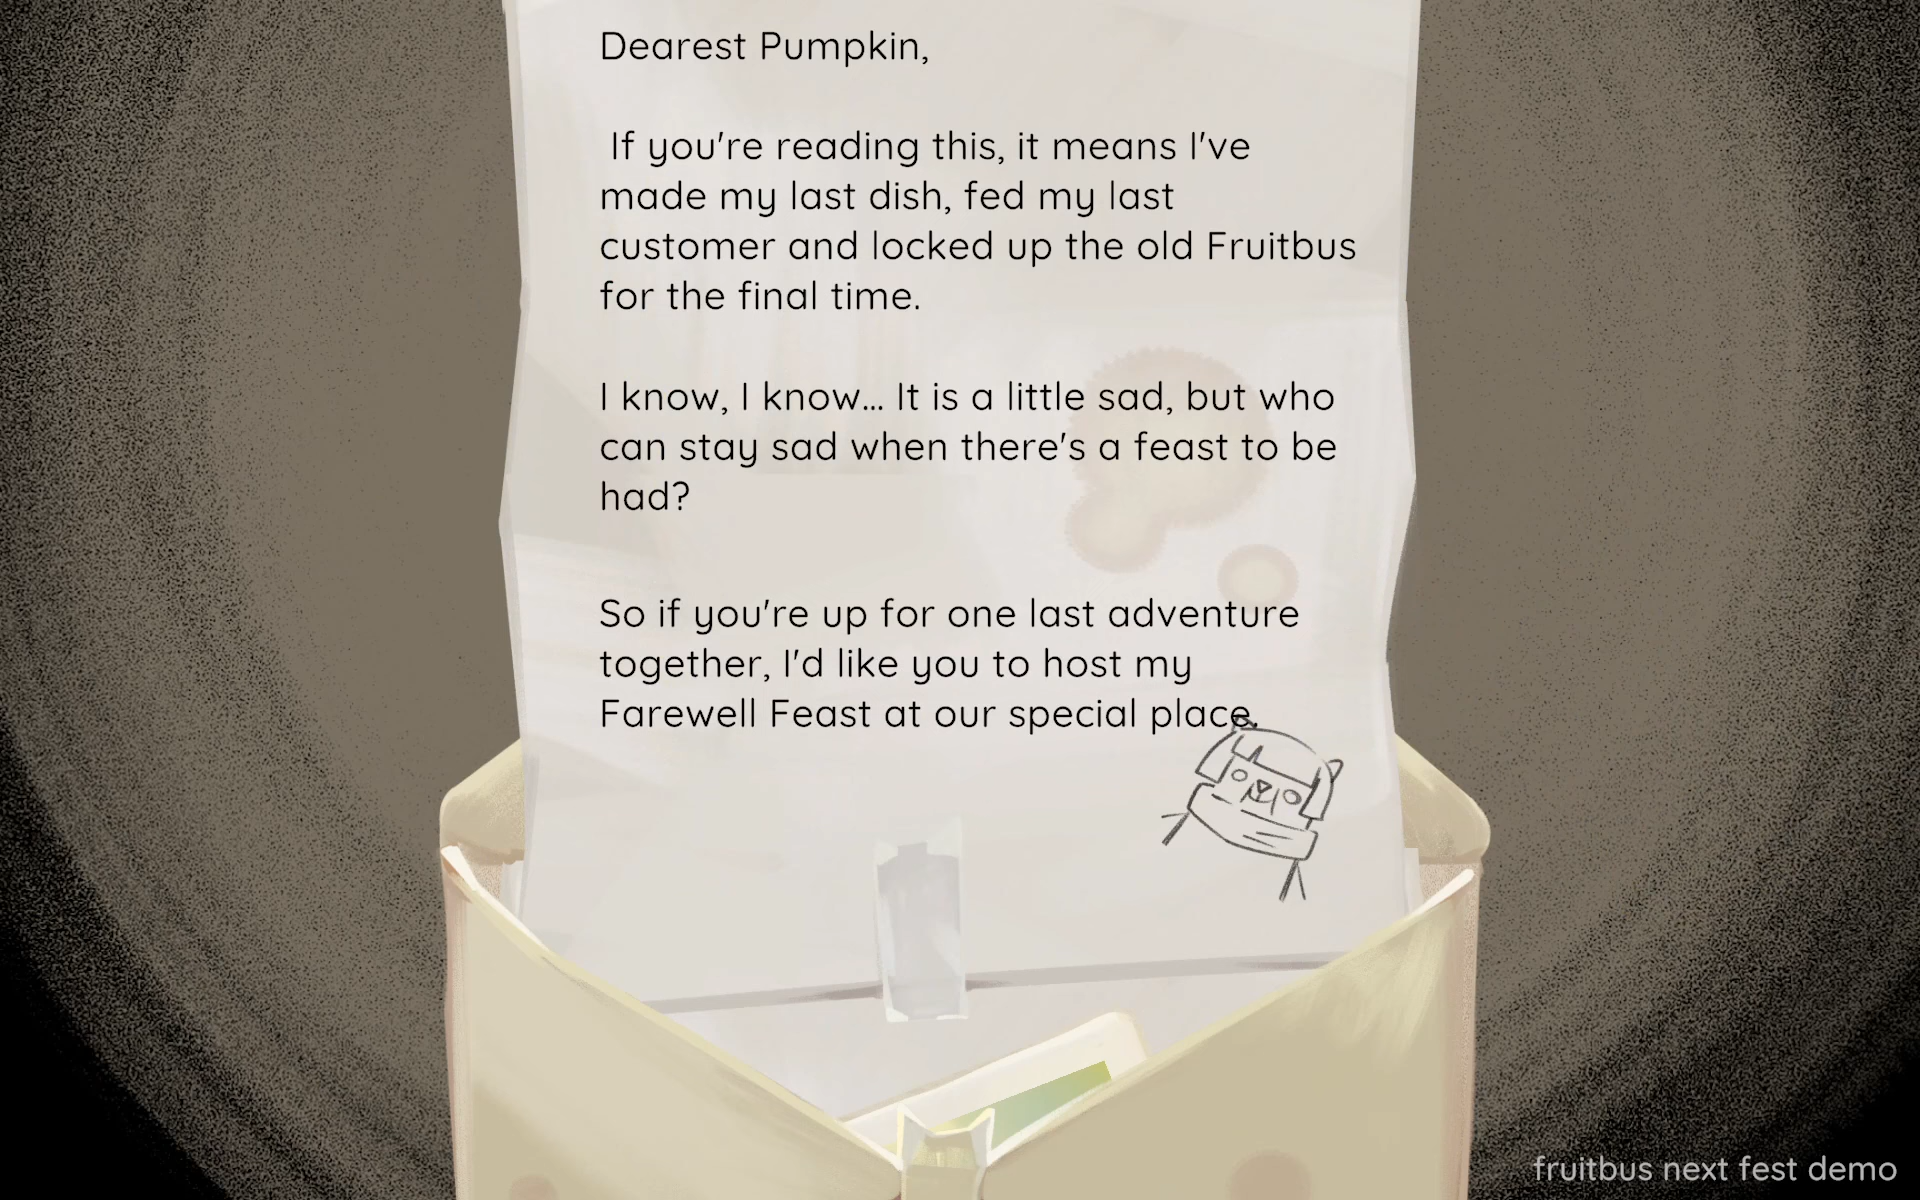 Dearest Pumpkin,
If you're reading this, it means I've
made my last dish, fed my last
customer and locked up the old Fruitbus
for the final time.
I know, I know... It is a little sad, but who
can stay sad when there's a feast to be
had?
So if you're up for one last adventure
together, I'd like you to host my
Farewell Feast at our special place.
fruitbus next fest demo